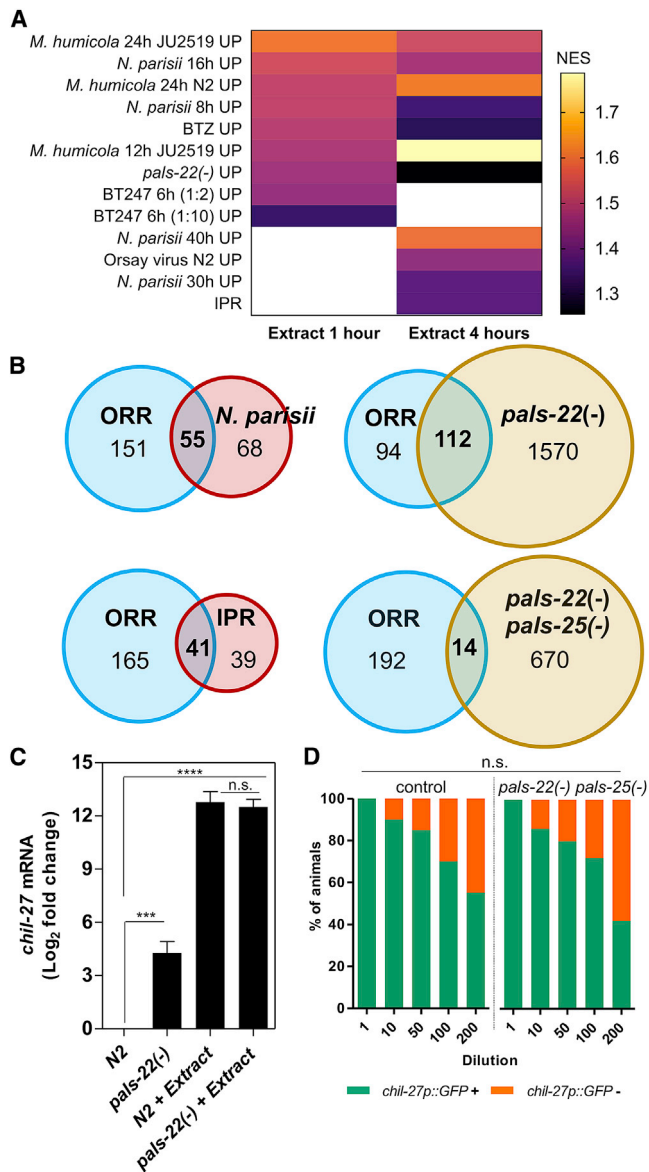 A
M. humicola 24h JU2519 UP
N. parisii 16h UP
M. humicola 24h N2 UP
N. parisii 8h UP
BTZ UP
M. humicola 12h JU2519 UP
pals-22(-) UP
BT247 6h (1:2) UP
BT247 6h (1:10) UP
N. parisii 40h UP
Orsay virus N2 UP
N. parisii 30h UP
IPR
Extract 1 hour
Extract 4 hours
NES
1.7
1.6
1.5
1.4
1.3
B
ORR
151
55
N. parisii
68
ORR
94
112
pals-22(-)
1570
ORR
165
41
IPR
39
ORR
192
14
pals-22(-)
pals-25(-)
670
C
chil-27 mRNA
(Log2 fold change)
15
12
9
6
3
0
****
n.s.
***
N2
pals-22(-)
N2 + Extract
pals-22(-) + Extract
D
n.s.
control
pals-22(-) pals-25(-)
% of animals
100
80
60
40
20
0
1
10
50
100
200
1
10
50
100
200
Dilution
chil-27p::GFP +
chil-27p::GFP -